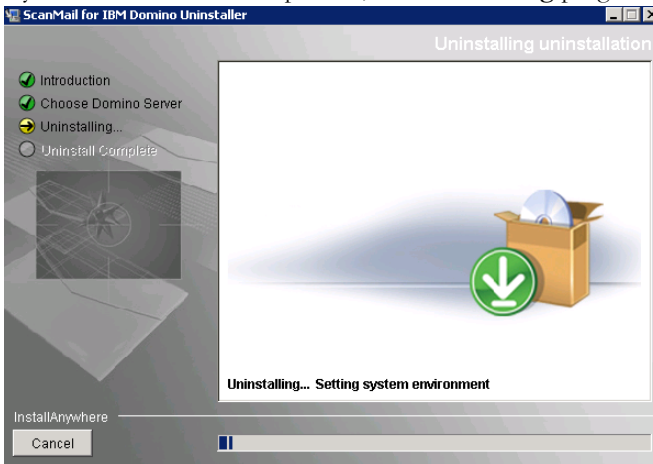 ScanMail for IBM Domino Uninstaller
Uninstalling uninstallation
Introduction
Choose Domino Server
Uninstalling...
Uninstall Complete
Uninstalling... Setting system environment
InstallAnywhere
Cancel